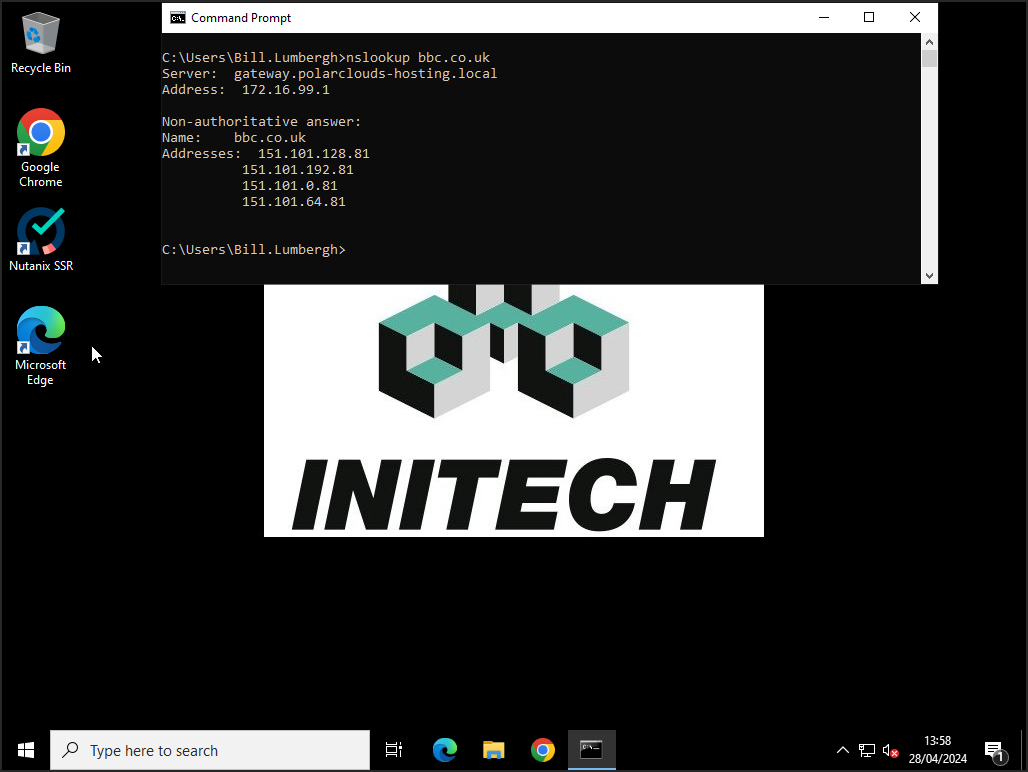 Recycle Bin
Google
Chrome
Nutanix SSR
Microsoft
Edge
Command Prompt
C:\Users\Bill.Lumbergh>nslookup bbc.co.uk
Server:  gateway.polarclouds-hosting.local
Address:  172.16.99.1
Non-authoritative answer:
Name:    bbc.co.uk
Addresses:  151.101.128.81
151.101.192.81
151.101.0.81
151.101.64.81
C:\Users\Bill.Lumbergh>
INITECH
Type here to search
13:58
28/04/2024
1